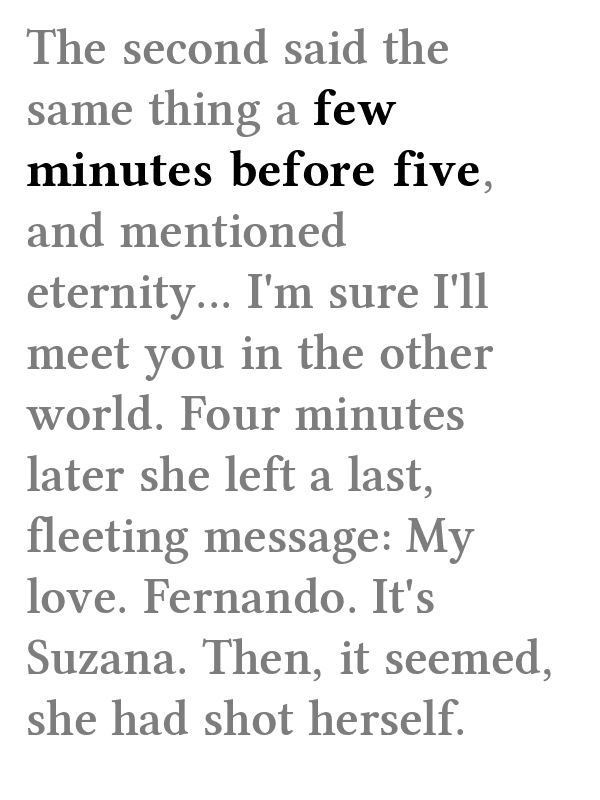 The second said the
same thing a few
minutes before five,
and mentioned
eternity... I'm sure I'll
meet you in the other
world. Four minutes
later she left a last,
fleeting message: My
love. Fernando. It's
Suzana. Then, it seemed,
she had shot herself.